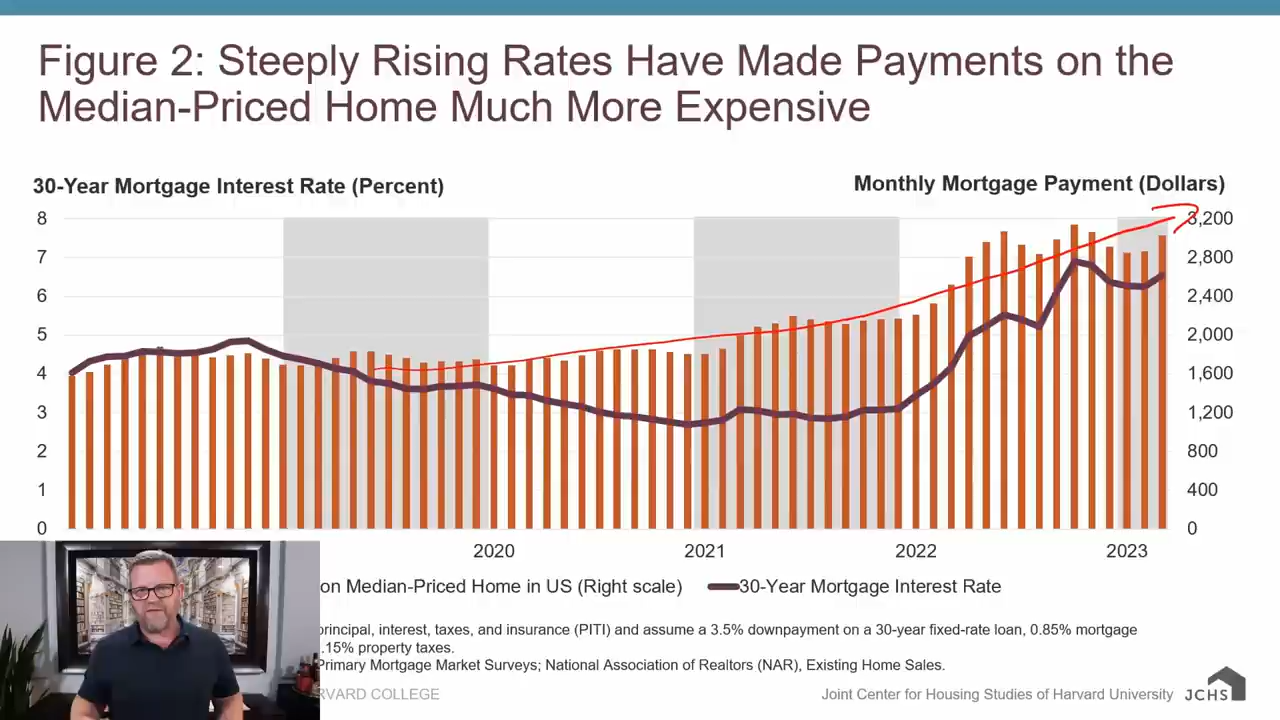 Figure 2: Steeply Rising Rates Have Made Payments on the
Median-Priced Home Much More Expensive
30-Year Mortgage Interest Rate (Percent)
Monthly Mortgage Payment (Dollars)
8
7
6
5
4
3
2
1
0
3,200
2,800
2,400
2,000
1,600
1,200
800
400
0
2020
2021
2022
2023
on Median-Priced Home in US (Right scale)
30-Year Mortgage Interest Rate
principal, interest, taxes, and insurance (PITI) and assume a 3.5% downpayment on a 30-year fixed-rate loan, 0.85% mortgage
.15% property taxes.
Primary Mortgage Market Surveys; National Association of Realtors (NAR), Existing Home Sales.
RVARD COLLEGE
Joint Center for Housing Studies of Harvard University
JCHS